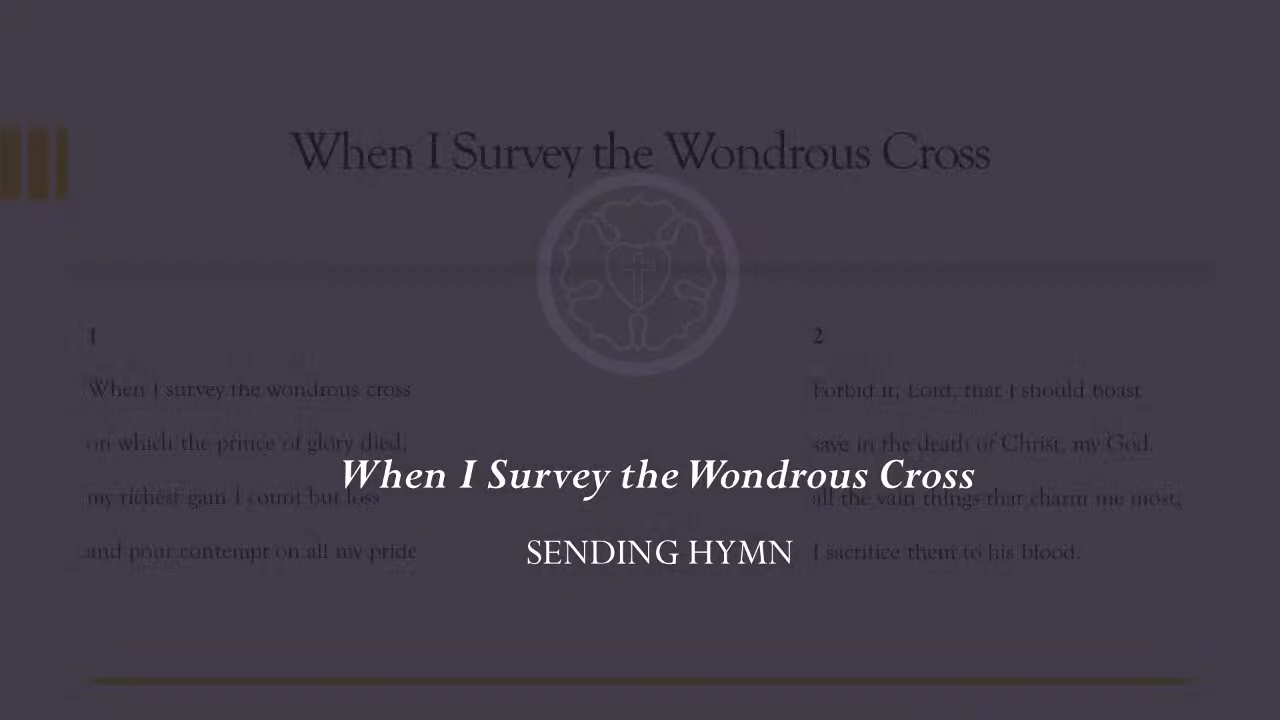 When I Survey the Wondrous Cross
1
When I survey the wondrous cross
on which the prince of glory died,
my richest gain I count but loss
and pour contempt on all my pride
2
Forbid it, Lord, that I should boast
save in the death of Christ, my God.
all the vain things that charm me most,
I sacrifice them to his blood.
When I Survey the Wondrous Cross
SENDING HYMN